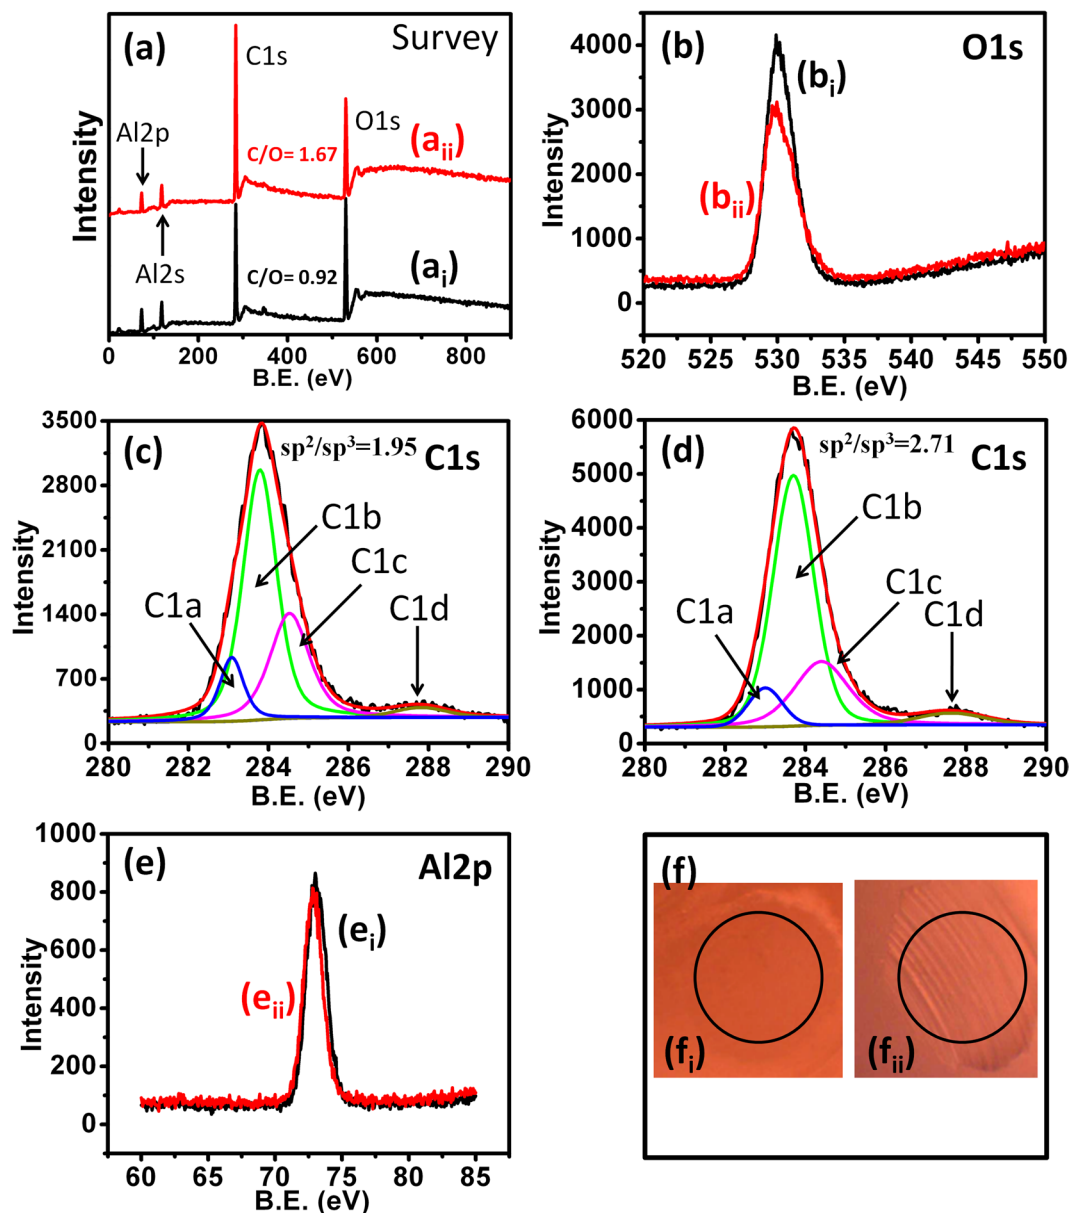 (a) Survey
C1s
Al2p
O1s
C/O= 1.67
(aii)
Al2s
C/O= 0.92
(ai)
Intensity
0 200 400 600 800
B.E. (eV)
(b) O1s
(bi)
(bii)
Intensity
4000
3000
2000
1000
0
520 525 530 535 540 545 550
B.E. (eV)
(c) sp²/sp³=1.95 C1s
C1b
C1c
C1a
C1d
Intensity
3500
2800
2100
1400
700
0
280 282 284 286 288 290
B.E. (eV)
(d) sp²/sp³=2.71 C1s
C1b
C1c
C1a
C1d
Intensity
6000
5000
4000
3000
2000
1000
0
280 282 284 286 288 290
B.E. (eV)
(e) Al2p
(ei)
(eii)
Intensity
1000
800
600
400
200
0
60 65 70 75 80 85
B.E. (eV)
(f)
(fi)
(fii)